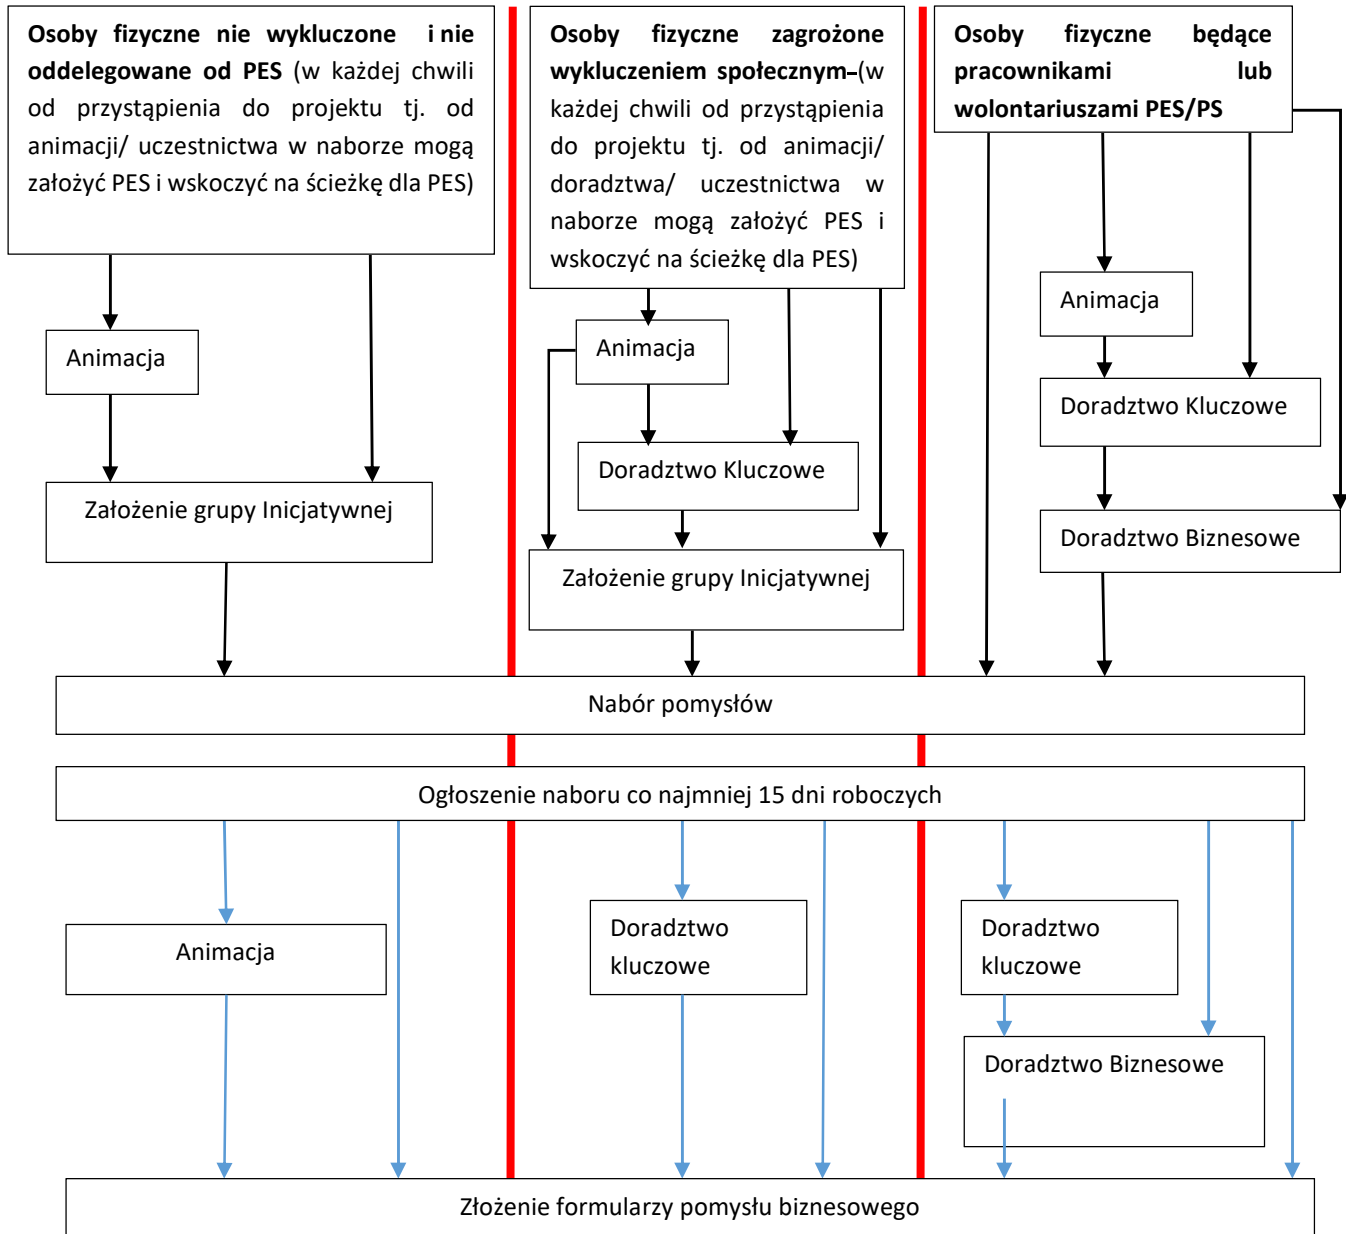 Osoby fizyczne nie wykluczone i nie
oddelegowane od PES (w każdej chwili
od przystąpienia do projektu tj. od
animacji/ uczestnictwa w naborze mogą
założyć PES i wskoczyć na ścieżkę dla PES)
Osoby fizyczne zagrożone
wykluczeniem społecznym–(w
każdej chwili od przystąpienia
do projektu tj. od animacji/
doradztwa/ uczestnictwa w
naborze mogą założyć PES i
wskoczyć na ścieżkę dla PES)
Osoby fizyczne będące
pracownikami lub
wolontariuszami PES/PS
Animacja
Animacja
Animacja
Doradztwo Kluczowe
Doradztwo Kluczowe
Założenie grupy Inicjatywnej
Doradztwo Biznesowe
Założenie grupy Inicjatywnej
Nabór pomysłów
Ogłoszenie naboru co najmniej 15 dni roboczych
Animacja
Doradztwo
kluczowe
Doradztwo
kluczowe
Doradztwo Biznesowe
Złożenie formularzy pomysłu biznesowego